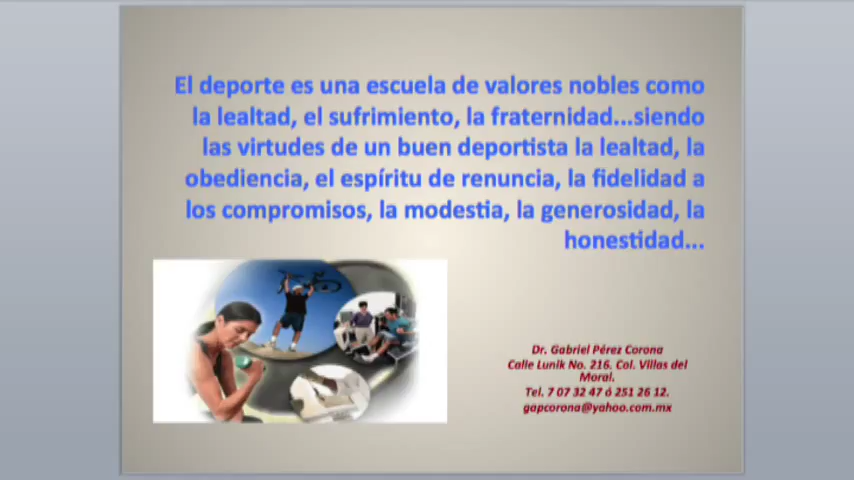 El deporte es una escuela de valores nobles como
la lealtad, el sufrimiento, la fraternidad...siendo
las virtudes de un buen deportista la lealtad, la
obediencia, el espíritu de renuncia, la fidelidad a
los compromisos, la modestia, la generosidad, la
honestidad...
Dr. Gabriel Pérez Corona
Calle Lunik No. 216. Col. Villas del
Moral.
Tel. 7 07 32 47 ó 251 26 12.
gapcorona@yahoo.com.mx